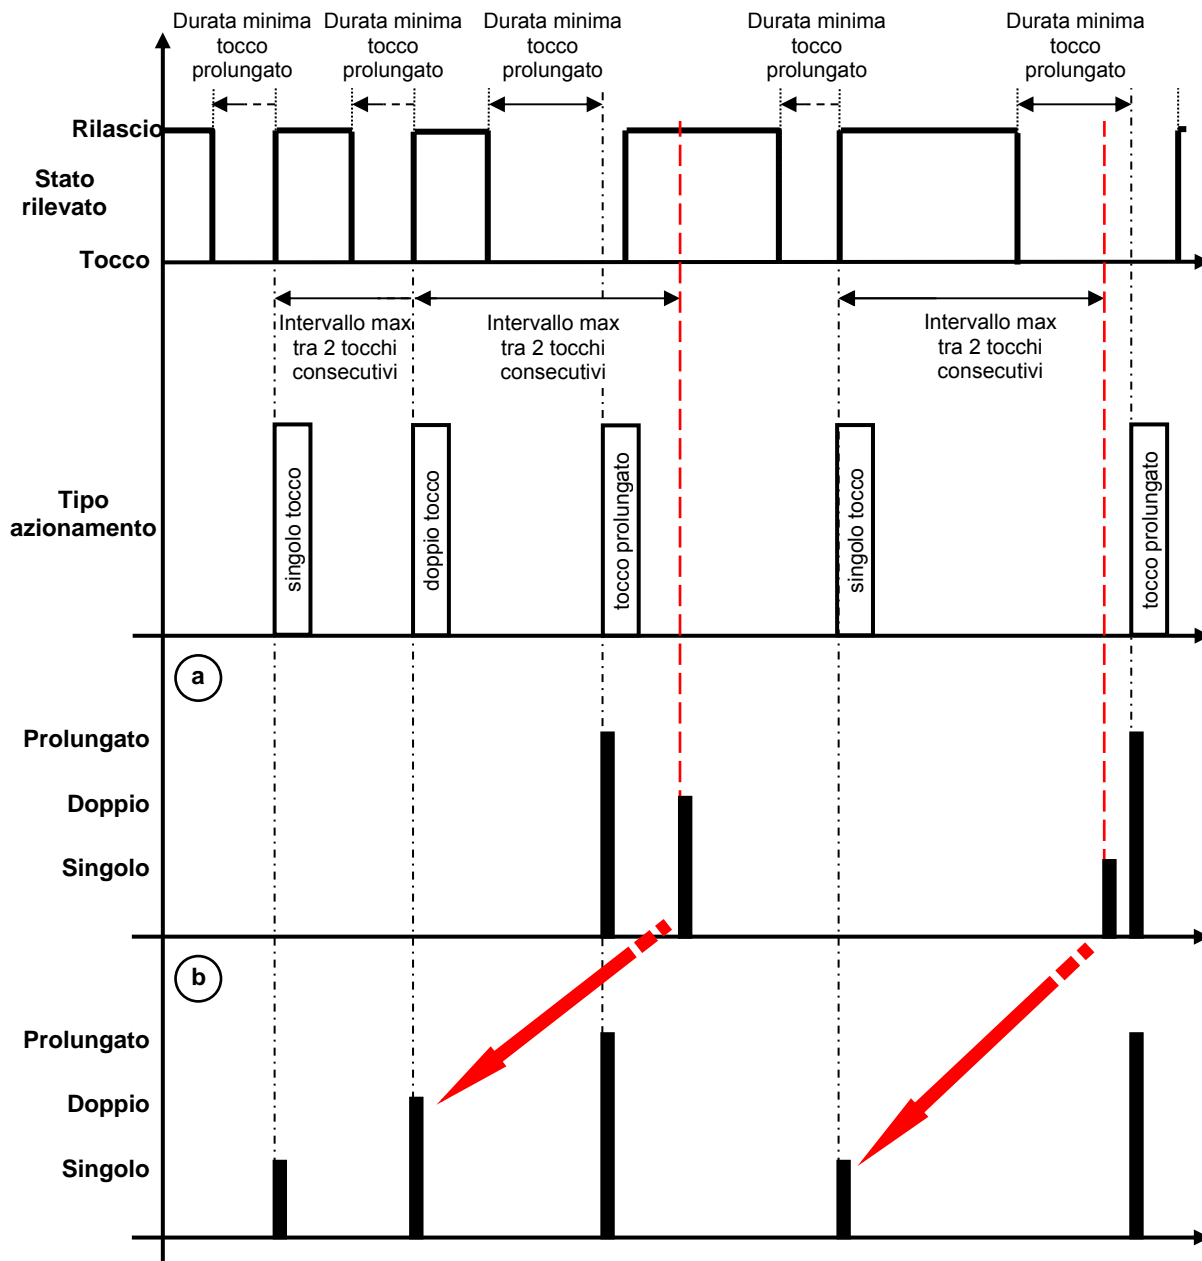 Durata minima
tocco
prolungato
Durata minima
tocco
prolungato
Durata minima
tocco
prolungato
Durata minima
tocco
prolungato
Durata minima
tocco
prolungato
Rilascio
Stato
rilevato
Tocco
Intervallo max
tra 2 tocchi
consecutivi
Intervallo max
tra 2 tocchi
consecutivi
Intervallo max
tra 2 tocchi
consecutivi
Tipo
azionamento
singolo tocco
doppio tocco
tocco prolungato
singolo tocco
tocco prolungato
a
Prolungato
Doppio
Singolo
b
Prolungato
Doppio
Singolo